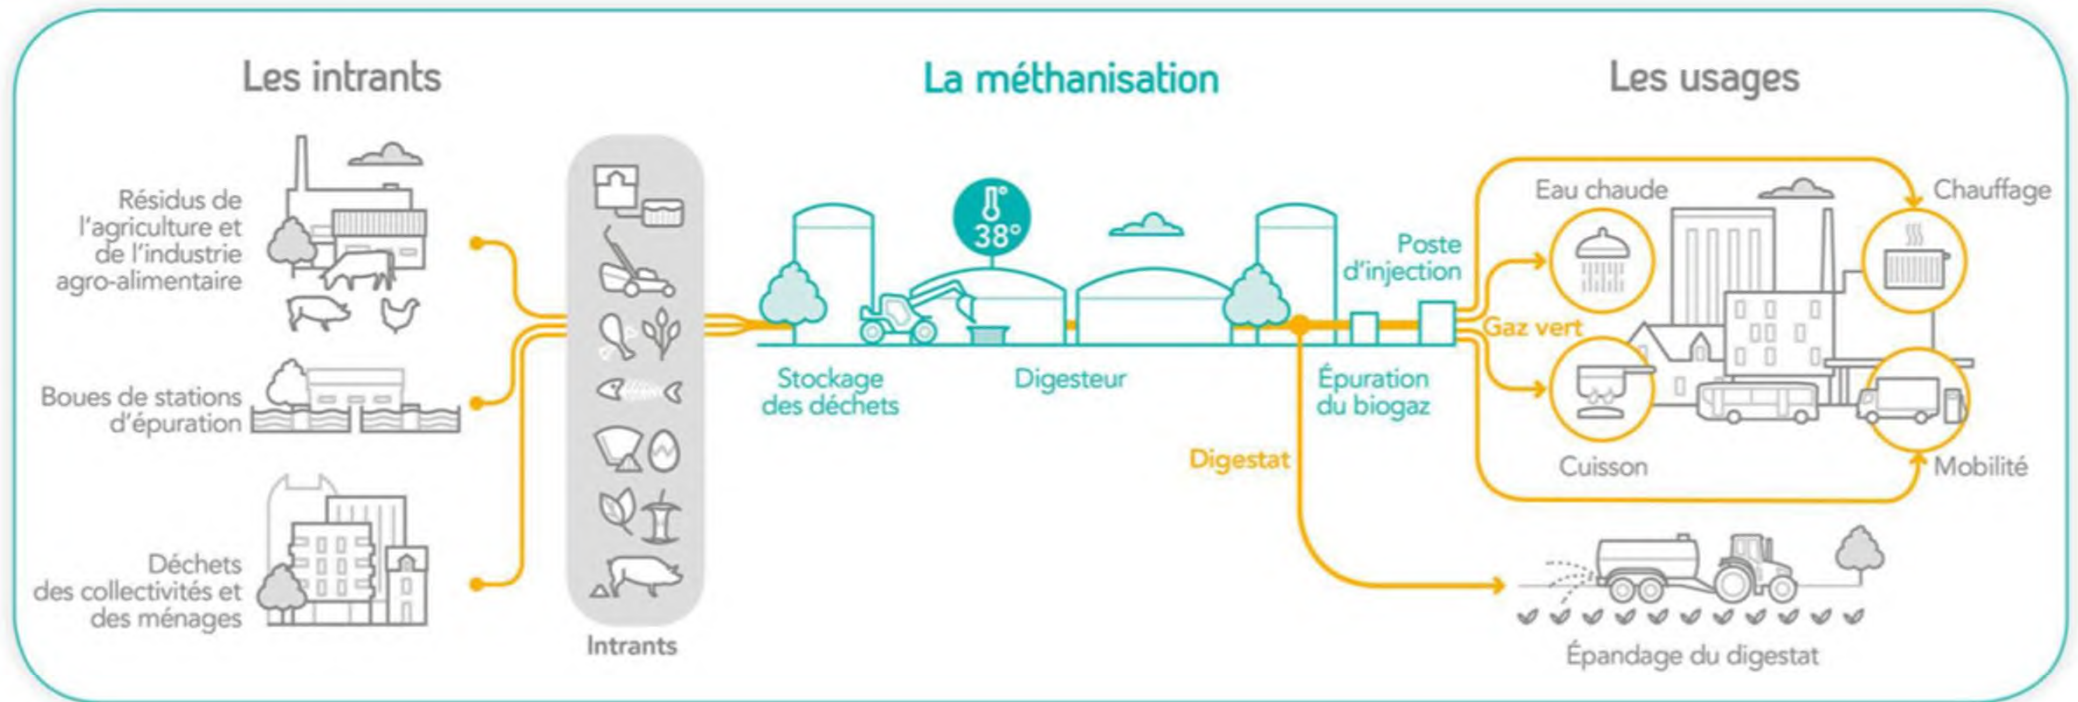 Les intrants
Résidus de
l'agriculture et
de l'industrie
agro-alimentaire
Boues de stations
d'épuration
Déchets
des collectivités et
des ménages
Intrants
La méthanisation
38°
Stockage
des déchets
Digesteur
Épuration
du biogaz
Poste
d'injection
Gaz vert
Digestat
Les usages
Eau chaude
Chauffage
Cuisson
Mobilité
Épandage du digestat